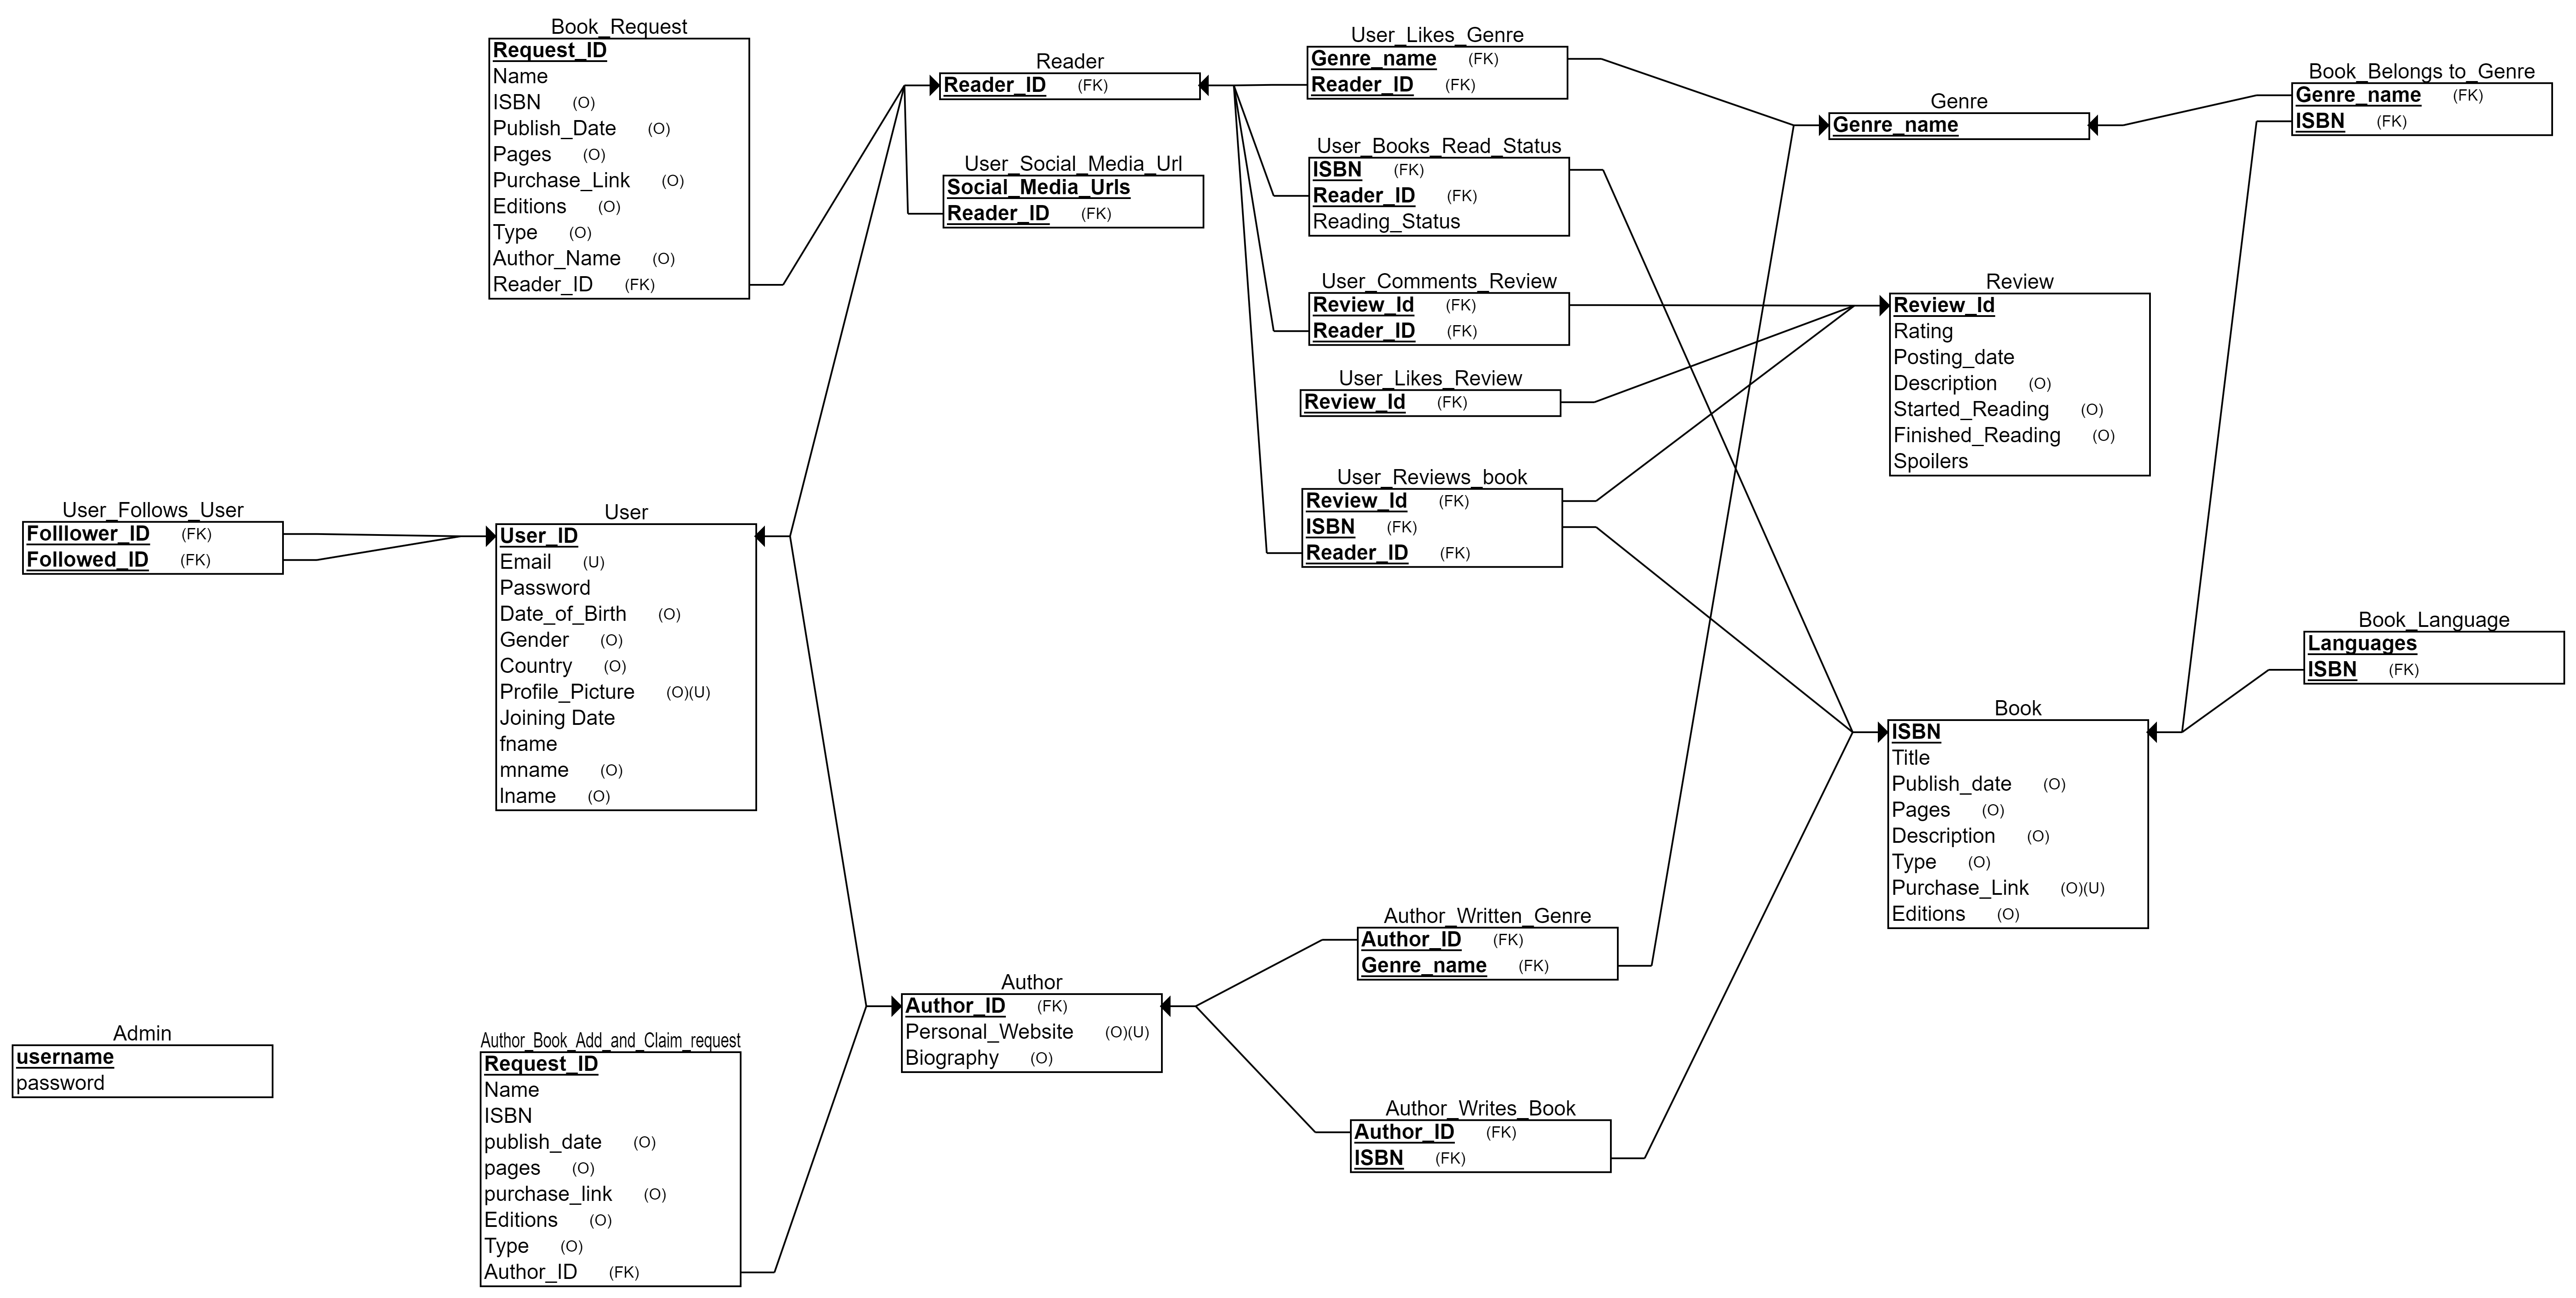 Book_Request
Request_ID
Name
ISBN (O)
Publish_Date (O)
Pages (O)
Purchase_Link (O)
Editions (O)
Type (O)
Author_Name (O)
Reader_ID (FK)
Reader
Reader_ID (FK)
User_Social_Media_Url
Social_Media_Urls
Reader_ID (FK)
User_Likes_Genre
Genre_name (FK)
Reader_ID (FK)
User_Books_Read_Status
ISBN (FK)
Reader_ID (FK)
Reading_Status
User_Comments_Review
Review_Id (FK)
Reader_ID (FK)
User_Likes_Review
Review_Id (FK)
User_Reviews_book
Review_Id (FK)
ISBN (FK)
Reader_ID (FK)
Genre
Genre_name
Book_Belongs to_Genre
Genre_name (FK)
ISBN (FK)
Review
Review_Id
Rating
Posting_date
Description (O)
Started_Reading (O)
Finished_Reading (O)
Spoilers
User_Follows_User
Folllower_ID (FK)
Followed_ID (FK)
User
User_ID
Email (U)
Password
Date_of_Birth (O)
Gender (O)
Country (O)
Profile_Picture (O)(U)
Joining Date
fname
mname (O)
lname (O)
Book_Language
Languages
ISBN (FK)
Book
ISBN
Title
Publish_date (O)
Pages (O)
Description (O)
Type (O)
Purchase_Link (O)(U)
Editions (O)
Author_Written_Genre
Author_ID (FK)
Genre_name (FK)
Author
Author_ID (FK)
Personal_Website (O)(U)
Biography (O)
Author_Writes_Book
Author_ID (FK)
ISBN (FK)
Admin
username
password
Author_Book_Add_and_Claim_request
Request_ID
Name
ISBN
publish_date (O)
pages (O)
purchase_link (O)
Editions (O)
Type (O)
Author_ID (FK)